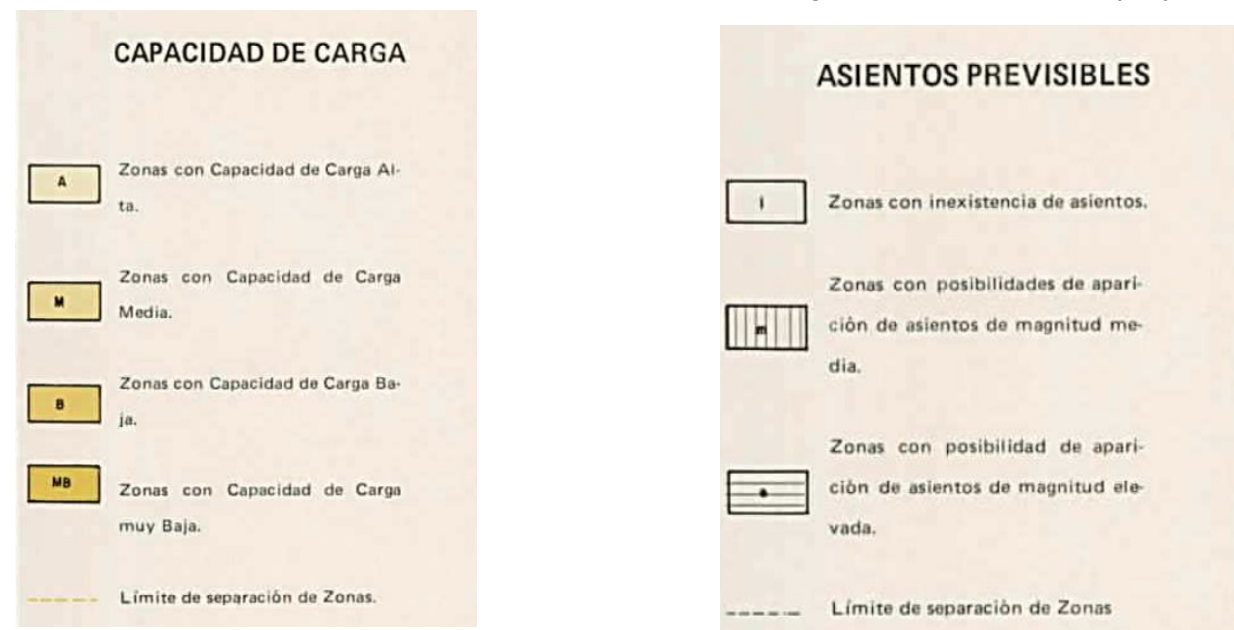 CAPACIDAD DE CARGA
A
Zonas con Capacidad de Carga Al-
ta.
M
Zonas con Capacidad de Carga
Media.
B
Zonas con Capacidad de Carga Ba-
ja.
MB
Zonas con Capacidad de Carga
muy Baja.
Límite de separación de Zonas.
ASIENTOS PREVISIBLES
I
Zonas con inexistencia de asientos.
Zonas con posibilidades de apari-
m
ciòn de asientos de magnitud me-
dia.
Zonas con posibilidad de apari-
e
ciòn de asientos de magnitud ele-
vada.
Límite de separaciòn de Zonas